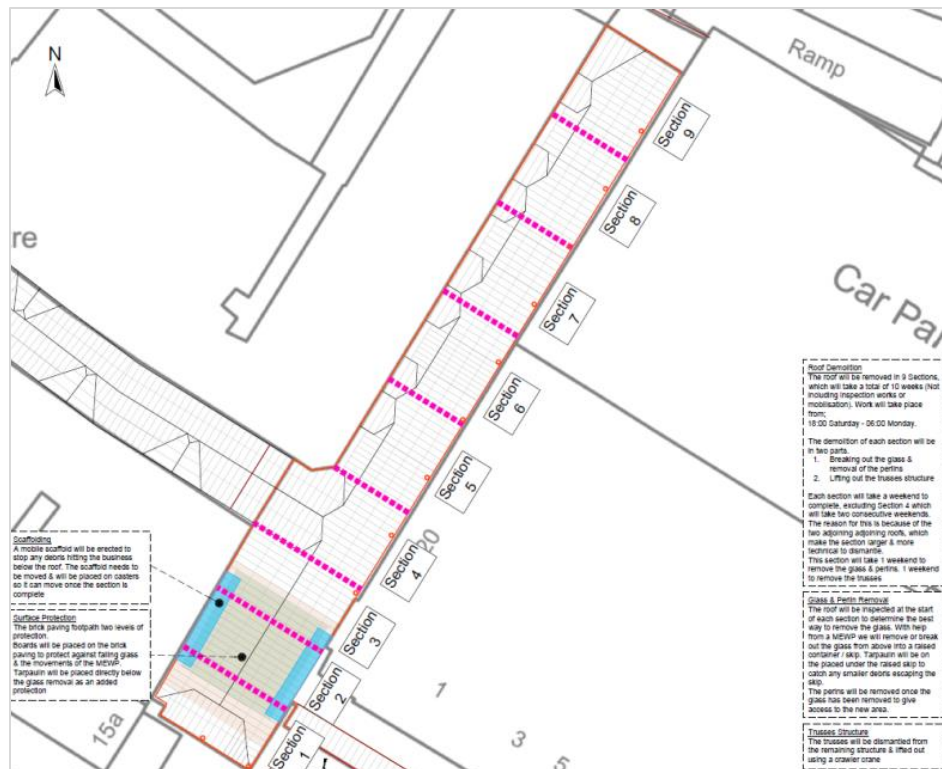 N
Ramp
Section
9
Section
8
re
Car Par
Section
7
Section
6
Section
5
20
Section
4
Section
3
1
Section
2
Section
1
3
5
15a
Roof Demolition
The roof will be removed in 9 Sections,
which will take a total of 10 weeks (Not
including inspection works or
mobilisation). Work will take place
from;
18:00 Saturday - 06:00 Monday.
The demolition of each section will be
in two parts.
1. Breaking out the glass &
removal of the perlins
2. Lifting out the trusses structure
Each section will take a weekend to
complete, excluding Section 4 which
will take two consecutive weekends.
The reason for this is because of the
two adjoining adjoining roofs, which
make the section larger & more
technical to dismantle.
This section will take 1 weekend to
remove the glass & perlins. 1 weekend
to remove the trusses
Scaffolding
A mobile scaffold will be erected to
stop any debris hitting the business
below the roof. The scaffold needs to
be moved & will be placed on casters
so it can move once the section is
complete
Surface Protection
The brick paving footpath two levels of
protection.
Boards will be placed on the brick
paving to protect against falling glass
& the movements of the MEWP.
Tarpaulin will be placed directly below
the glass removal as an added
protection
Glass & Perlin Removal
The roof will be inspected at the start
of each section to determine the best
way to remove the glass. With help
from a MEWP we will remove or break
out the glass from above into a raised
container / skip. Tarpaulin will be on
the placed under the raised skip to
catch any smaller debris escaping the
skip.
The perlins will be removed once the
glass has been removed to give
access to the new area.
Trusses Structure
The trusses will be dismantled from
the remaining structure & lifted out
using a crawler crane